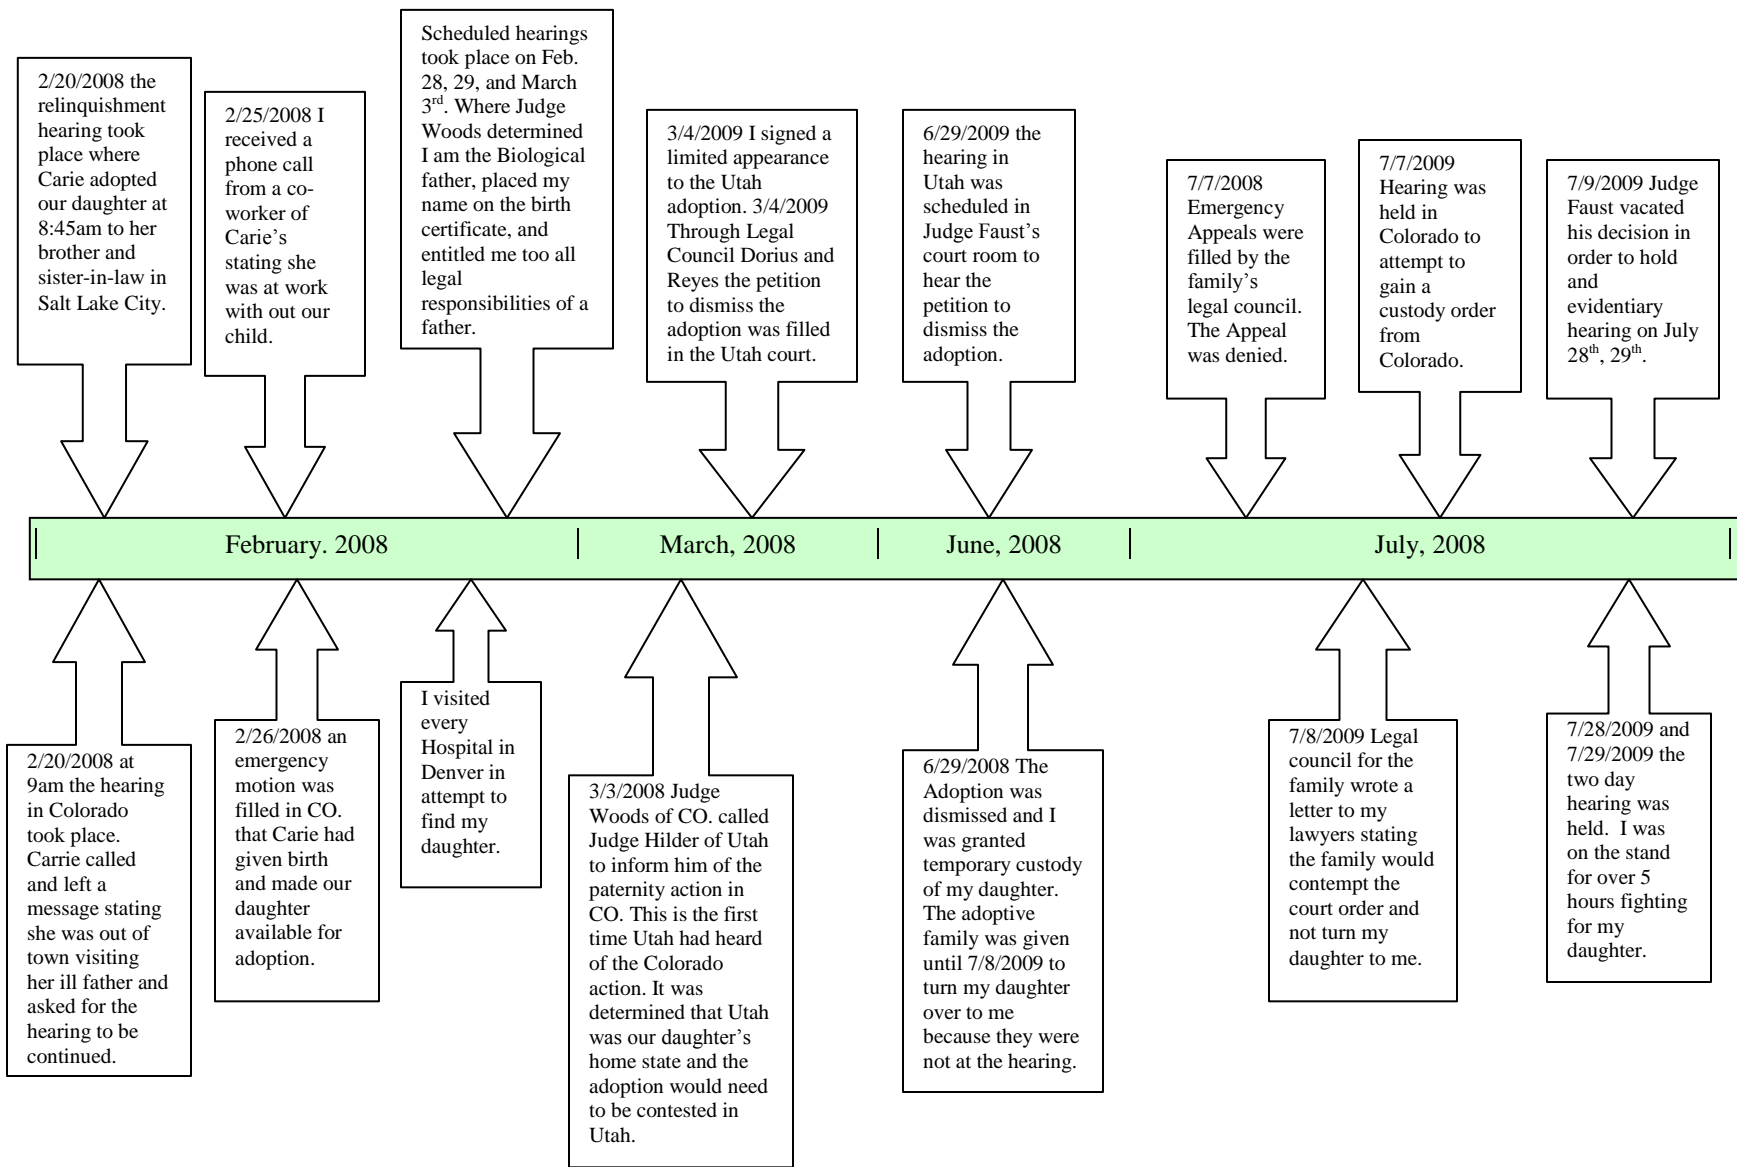 2/20/2008 the
relinquishment
hearing took
place where
Carie adopted
our daughter at
8:45am to her
brother and
sister-in-law in
Salt Lake City.
2/25/2008 I
received a
phone call
from a co-
worker of
Carie’s
stating she
was at work
with out our
child.
Scheduled hearings
took place on Feb.
28, 29, and March
3rd. Where Judge
Woods determined
I am the Biological
father, placed my
name on the birth
certificate, and
entitled me too all
legal
responsibilities of a
father.
3/4/2009 I signed a
limited appearance
to the Utah
adoption. 3/4/2009
Through Legal
Council Dorius and
Reyes the petition
to dismiss the
adoption was filled
in the Utah court.
6/29/2009 the
hearing in
Utah was
scheduled in
Judge Faust’s
court room to
hear the
petition to
dismiss the
adoption.
7/7/2008
Emergency
Appeals were
filled by the
family’s
legal council.
The Appeal
was denied.
7/7/2009
Hearing was
held in
Colorado to
attempt to
gain a
custody order
from
Colorado.
7/9/2009 Judge
Faust vacated
his decision in
order to hold
and
evidentiary
hearing on July
28th, 29th.
February. 2008
March, 2008
June, 2008
July, 2008
2/20/2008 at
9am the hearing
in Colorado
took place.
Carrie called
and left a
message stating
she was out of
town visiting
her ill father and
asked for the
hearing to be
continued.
2/26/2008 an
emergency
motion was
filled in CO.
that Carie had
given birth
and made our
daughter
available for
adoption.
I visited
every
Hospital in
Denver in
attempt to
find my
daughter.
3/3/2008 Judge
Woods of CO. called
Judge Hilder of Utah
to inform him of the
paternity action in
CO. This is the first
time Utah had heard
of the Colorado
action. It was
determined that Utah
was our daughter’s
home state and the
adoption would need
to be contested in
Utah.
6/29/2008 The
Adoption was
dismissed and I
was granted
temporary custody
of my daughter.
The adoptive
family was given
until 7/8/2009 to
turn my daughter
over to me
because they were
not at the hearing.
7/8/2009 Legal
council for the
family wrote a
letter to my
lawyers stating
the family would
contempt the
court order and
not turn my
daughter to me.
7/28/2009 and
7/29/2009 the
two day
hearing was
held.  I was
on the stand
for over 5
hours fighting
for my
daughter.